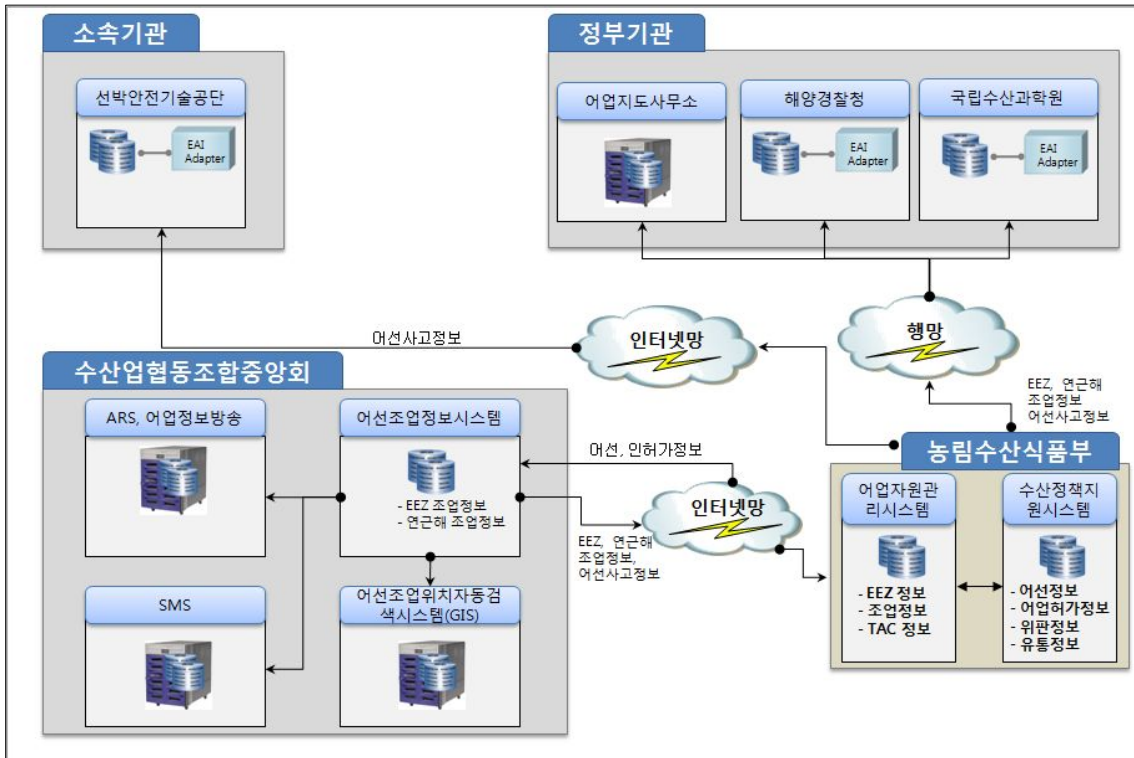 소속기관
선박안전기술공단
EAI
Adapter
정부기관
어업지도사무소
해양경찰청
EAI
Adapter
국립수산과학원
EAI
Adapter
인터넷망
행망
어선사고정보
EEZ, 연근해
조업정보
어선사고정보
수산업협동조합중앙회
ARS, 어업정보방송
어선조업정보시스템
- EEZ 조업정보
- 연근해 조업정보
SMS
어선조업위치자동검
색시스템(GIS)
어선, 인허가정보
인터넷망
EEZ, 연근해
조업정보,
어선사고정보
농림수산식품부
어업자원관
리시스템
- EEZ 정보
- 조업정보
- TAC 정보
수산정책지
원시스템
- 어선정보
- 어업허가정보
- 위판정보
- 유통정보